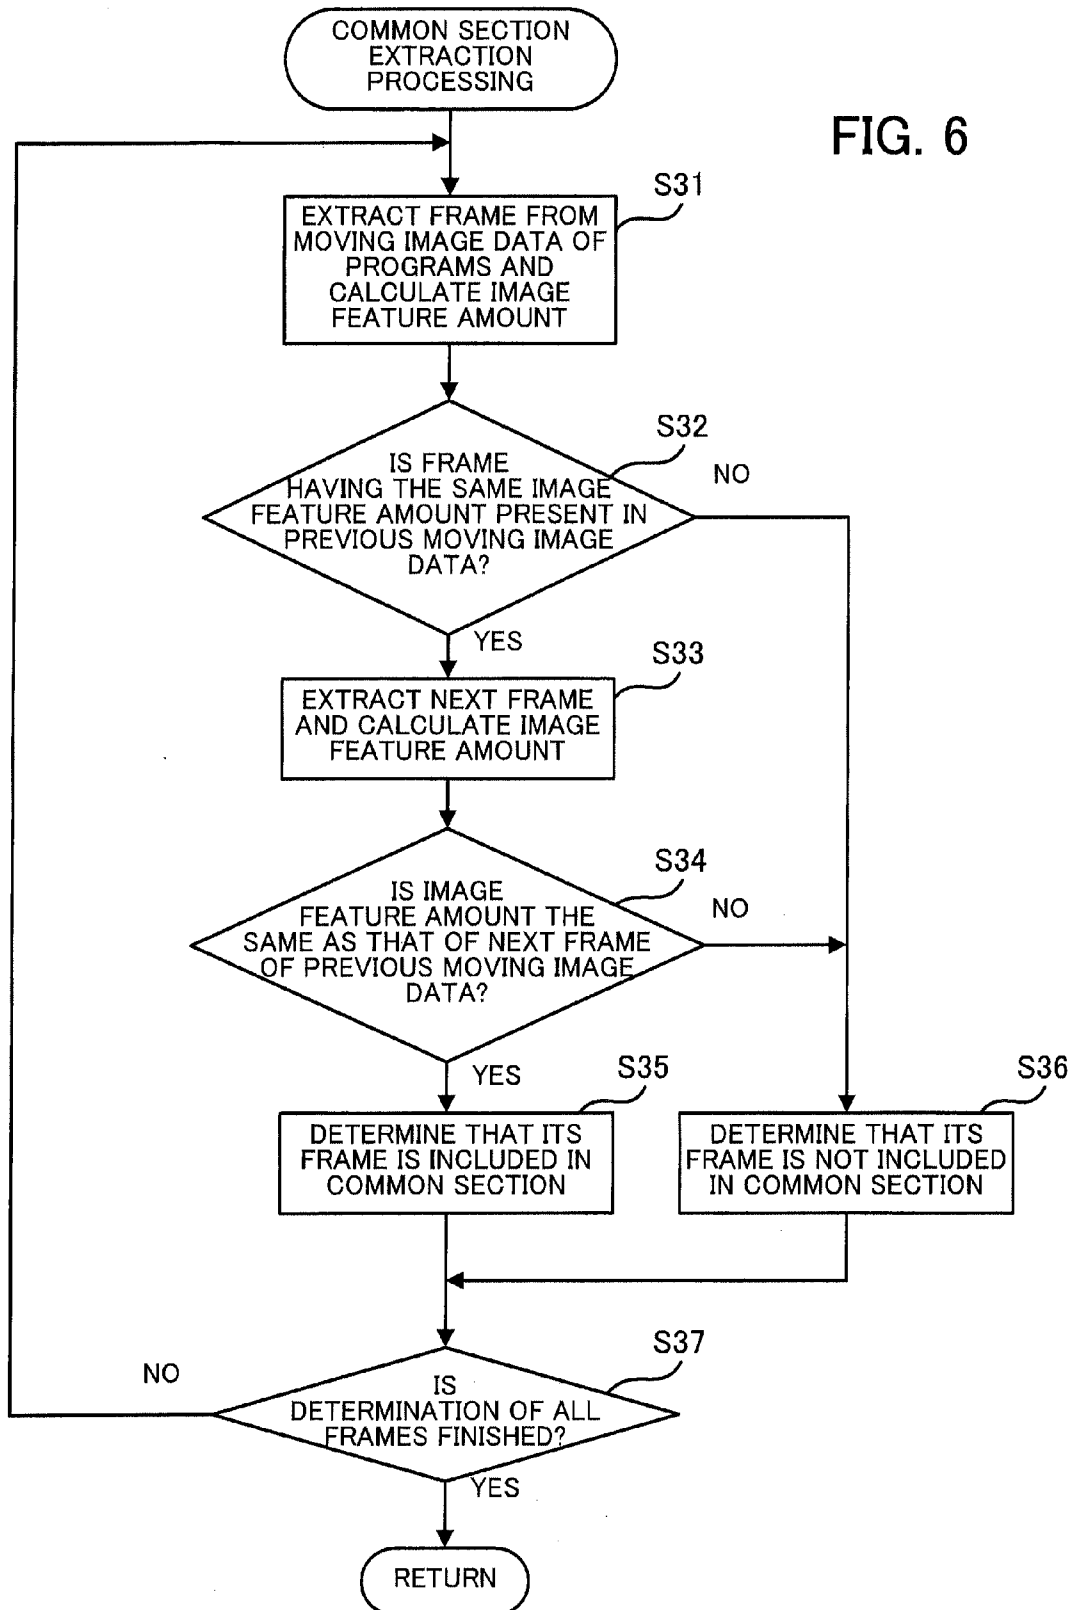 COMMON SECTION
EXTRACTION
PROCESSING
FIG. 6
S31
EXTRACT FRAME FROM
MOVING IMAGE DATA OF
PROGRAMS AND
CALCULATE IMAGE
FEATURE AMOUNT
S32
IS FRAME
HAVING THE SAME IMAGE
FEATURE AMOUNT PRESENT IN
PREVIOUS MOVING IMAGE
DATA?
NO
YES
S33
EXTRACT NEXT FRAME
AND CALCULATE IMAGE
FEATURE AMOUNT
S34
IS IMAGE
FEATURE AMOUNT THE
SAME AS THAT OF NEXT FRAME
OF PREVIOUS MOVING IMAGE
DATA?
NO
YES
S35
DETERMINE THAT ITS
FRAME IS INCLUDED IN
COMMON SECTION
S36
DETERMINE THAT ITS
FRAME IS NOT INCLUDED
IN COMMON SECTION
S37
IS
DETERMINATION OF ALL
FRAMES FINISHED?
NO
YES
RETURN